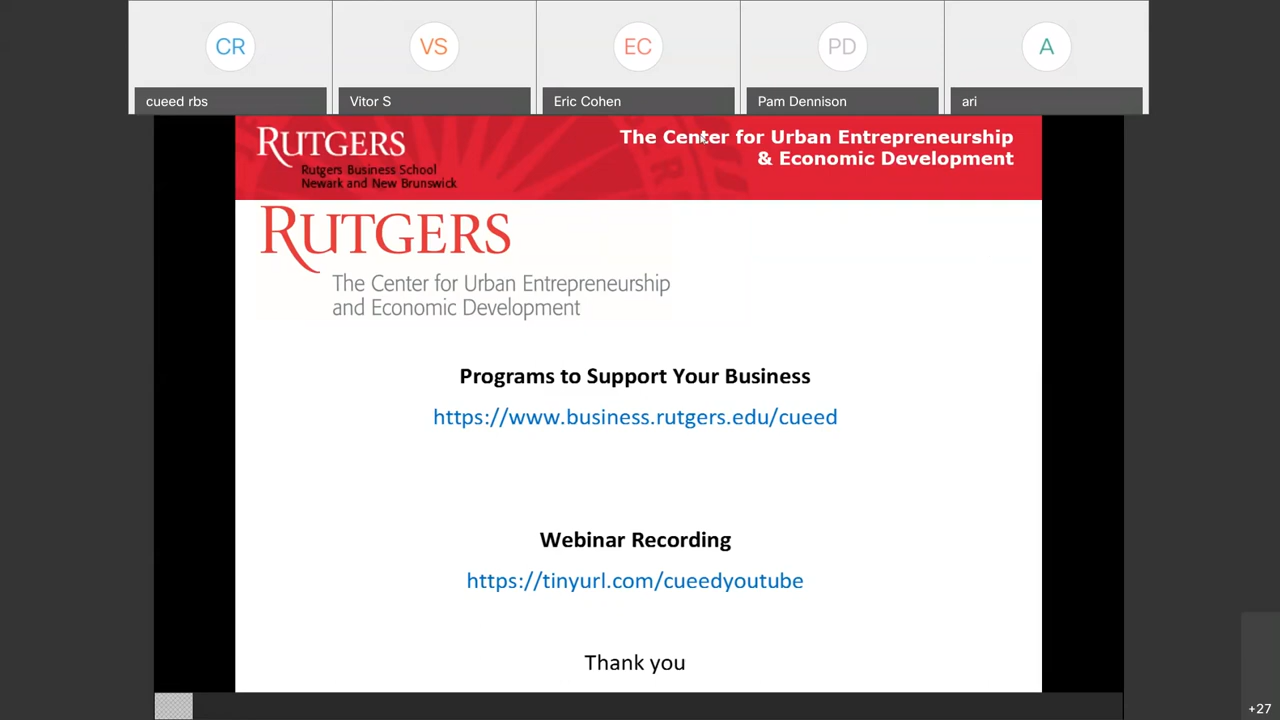 CR
VS
EC
PD
A
cueed rbs
Vitor S
Eric Cohen
Pam Dennison
ari
RUTGERS
Rutgers Business School
Newark and New Brunswick
The Center for Urban Entrepreneurship
& Economic Development
RUTGERS
The Center for Urban Entrepreneurship
and Economic Development
Programs to Support Your Business
https://www.business.rutgers.edu/cueed
Webinar Recording
https://tinyurl.com/cueedyoutube
Thank you
+27